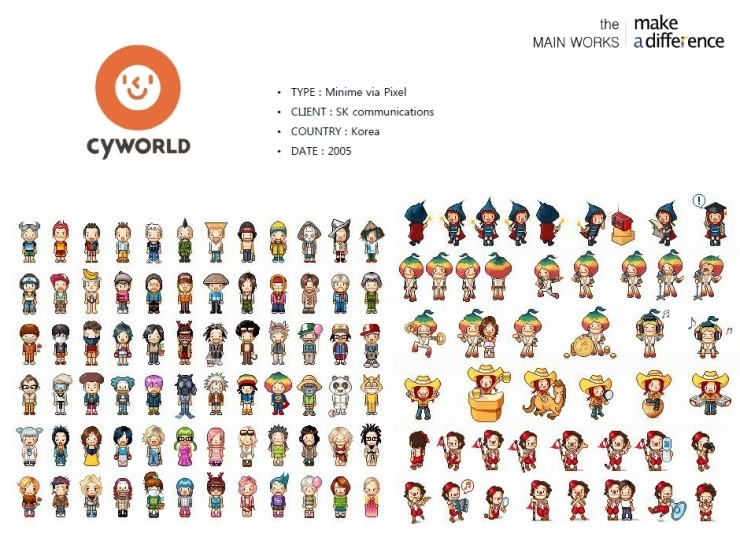 the
MAIN WORKS
make
a difference
CYWORLD
• TYPE : Minime via Pixel
• CLIENT : SK communications
• COUNTRY : Korea
• DATE : 2005
!